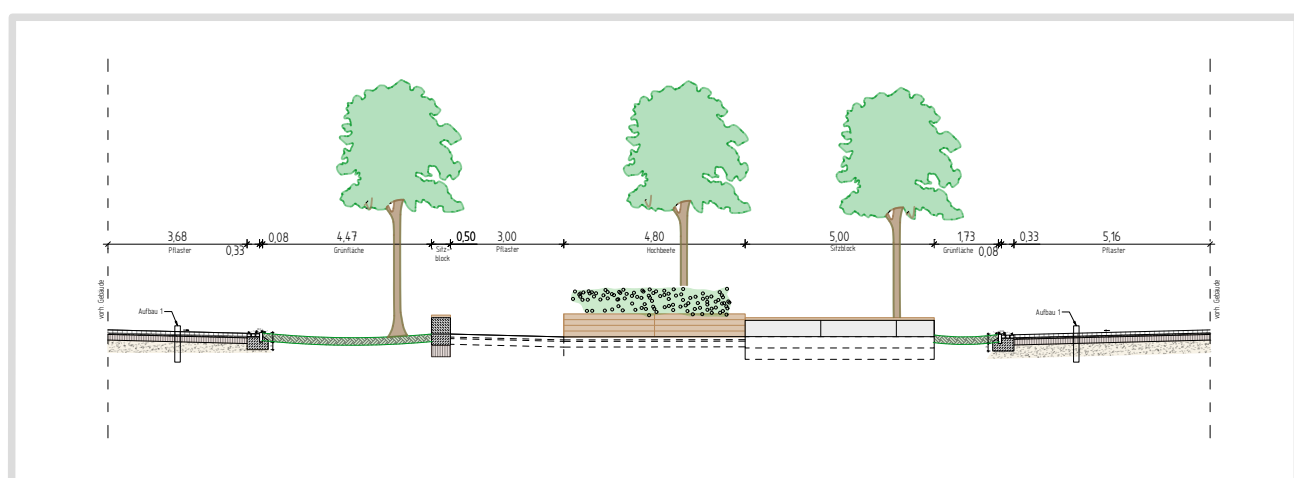 3,68
Pflaster
0,33
0,08
4,47
Grünfläche
Sitz-
block
0,50
3,00
Pflaster
4,80
Hochbeete
5,00
Sitzblock
1,73
Grünfläche
0,08
0,33
5,16
Pflaster
vorh. Gebäude
Aufbau 1
Aufbau 1
vorh. Gebäude